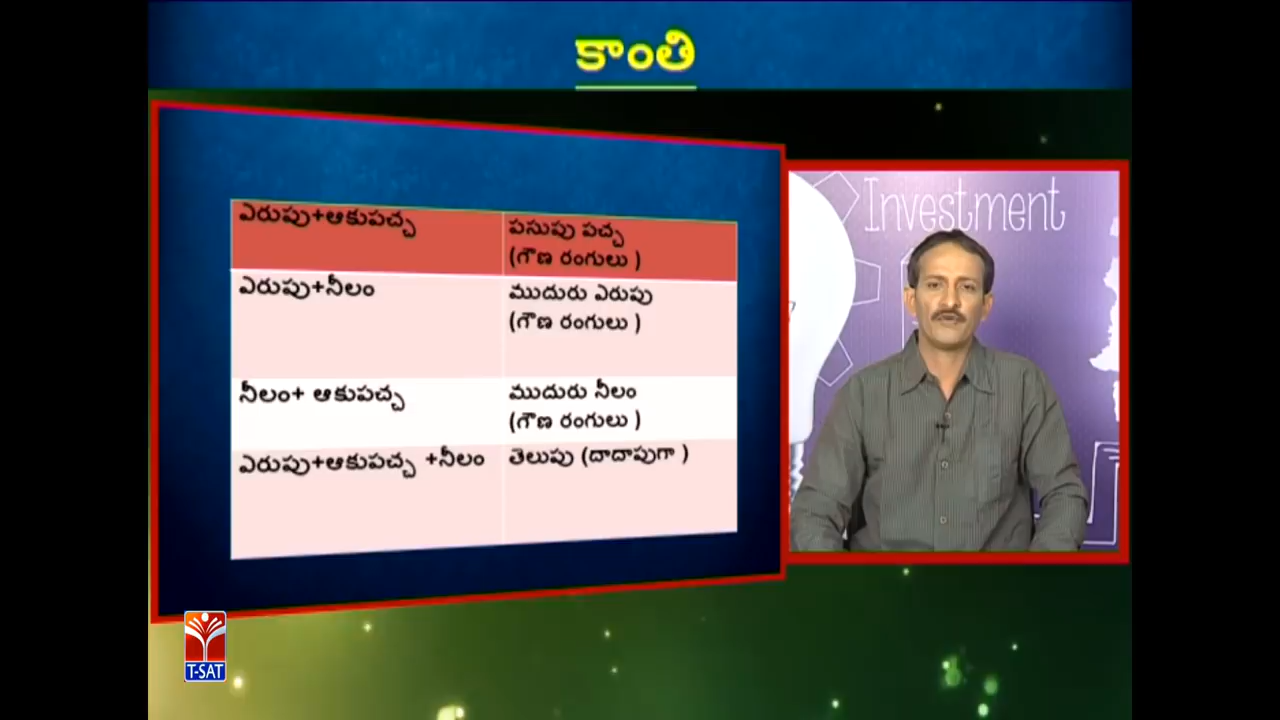 కాంతి
ఎరుపు+ఆకుపచ్చ
పసుపు పచ్చ
(గౌణ రంగులు )
ఎరుపు+నీలం
ముదురు ఎరుపు
(గౌణ రంగులు )
నీలం+ ఆకుపచ్చ
ముదురు నీలం
(గౌణ రంగులు )
ఎరుపు+ఆకుపచ్చ +నీలం
తెలుపు (దాదాపుగా )
Investment
T-SAT